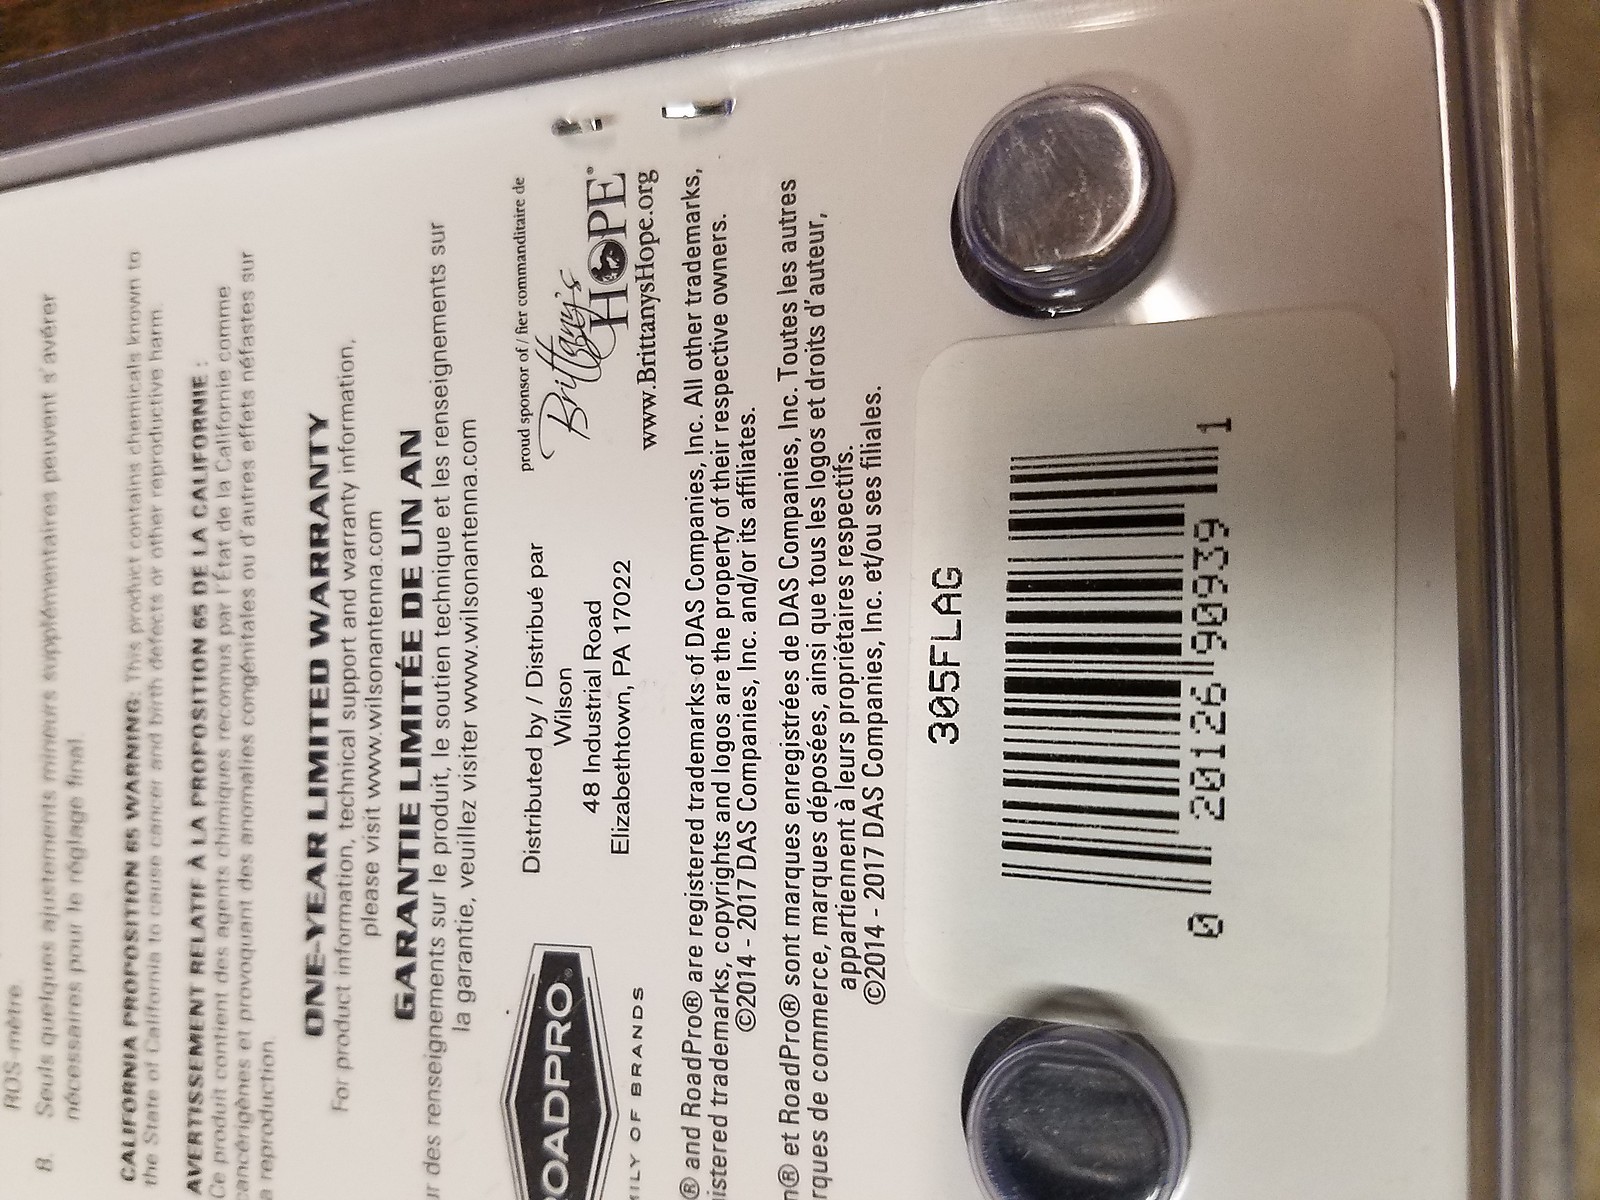 ROS-mètre.
8. Seuls quelques ajustements mineurs supplémentaires peuvent s'avérer
nécessaires pour le réglage final.
CALIFORNIA PROPOSITION 65 WARNING: This product contains chemicals known to
the State of California to cause cancer and birth defects or other reproductive harm.
AVERTISSEMENT RELATIF À LA PROPOSITION 65 DE LA CALIFORNIE :
Ce produit contient des agents chimiques reconnus par l'État de la Californie comme
cancérigènes et provoquant des anomalies congénitales ou d'autres effets néfastes sur
a reproduction.
ONE-YEAR LIMITED WARRANTY
For product information, technical support and warranty information,
please visit www.wilsonantenna.com
GARANTIE LIMITÉE DE UN AN
ur des renseignements sur le produit, le soutien technique et les renseignements sur
la garantie, veuillez visiter www.wilsonantenna.com
OADPRO®
MILY OF BRANDS
Distributed by / Distribué par
Wilson
48 Industrial Road
Elizabethtown, PA 17022
proud sponsor of / fier commanditaire de
Brittany's
HOPE®
www.BrittanysHope.org
® and RoadPro® are registered trademarks of DAS Companies, Inc. All other trademarks,
istered trademarks, copyrights and logos are the property of their respective owners.
©2014 - 2017 DAS Companies, Inc. and/or its affiliates.
n® et RoadPro® sont marques enregistrées de DAS Companies, Inc. Toutes les autres
rques de commerce, marques déposées, ainsi que tous les logos et droits d'auteur,
appartiennent à leurs propriétaires respectifs.
©2014 - 2017 DAS Companies, Inc. et/ou ses filiales.
305FLAG
0 20126 90939 1